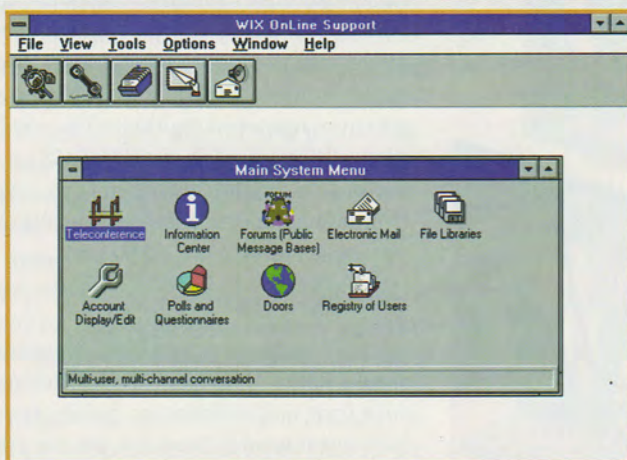 WIX OnLine Support
File View Tools Options Window Help
Main System Menu
FORUM
Teleconference
Information
Center
Forums (Public
Message Bases)
Electronic Mail
File Libraries
Account
Display/Edit
Polls and
Questionnaires
Doors
Registry of Users
Multi-user, multi-channel conversation